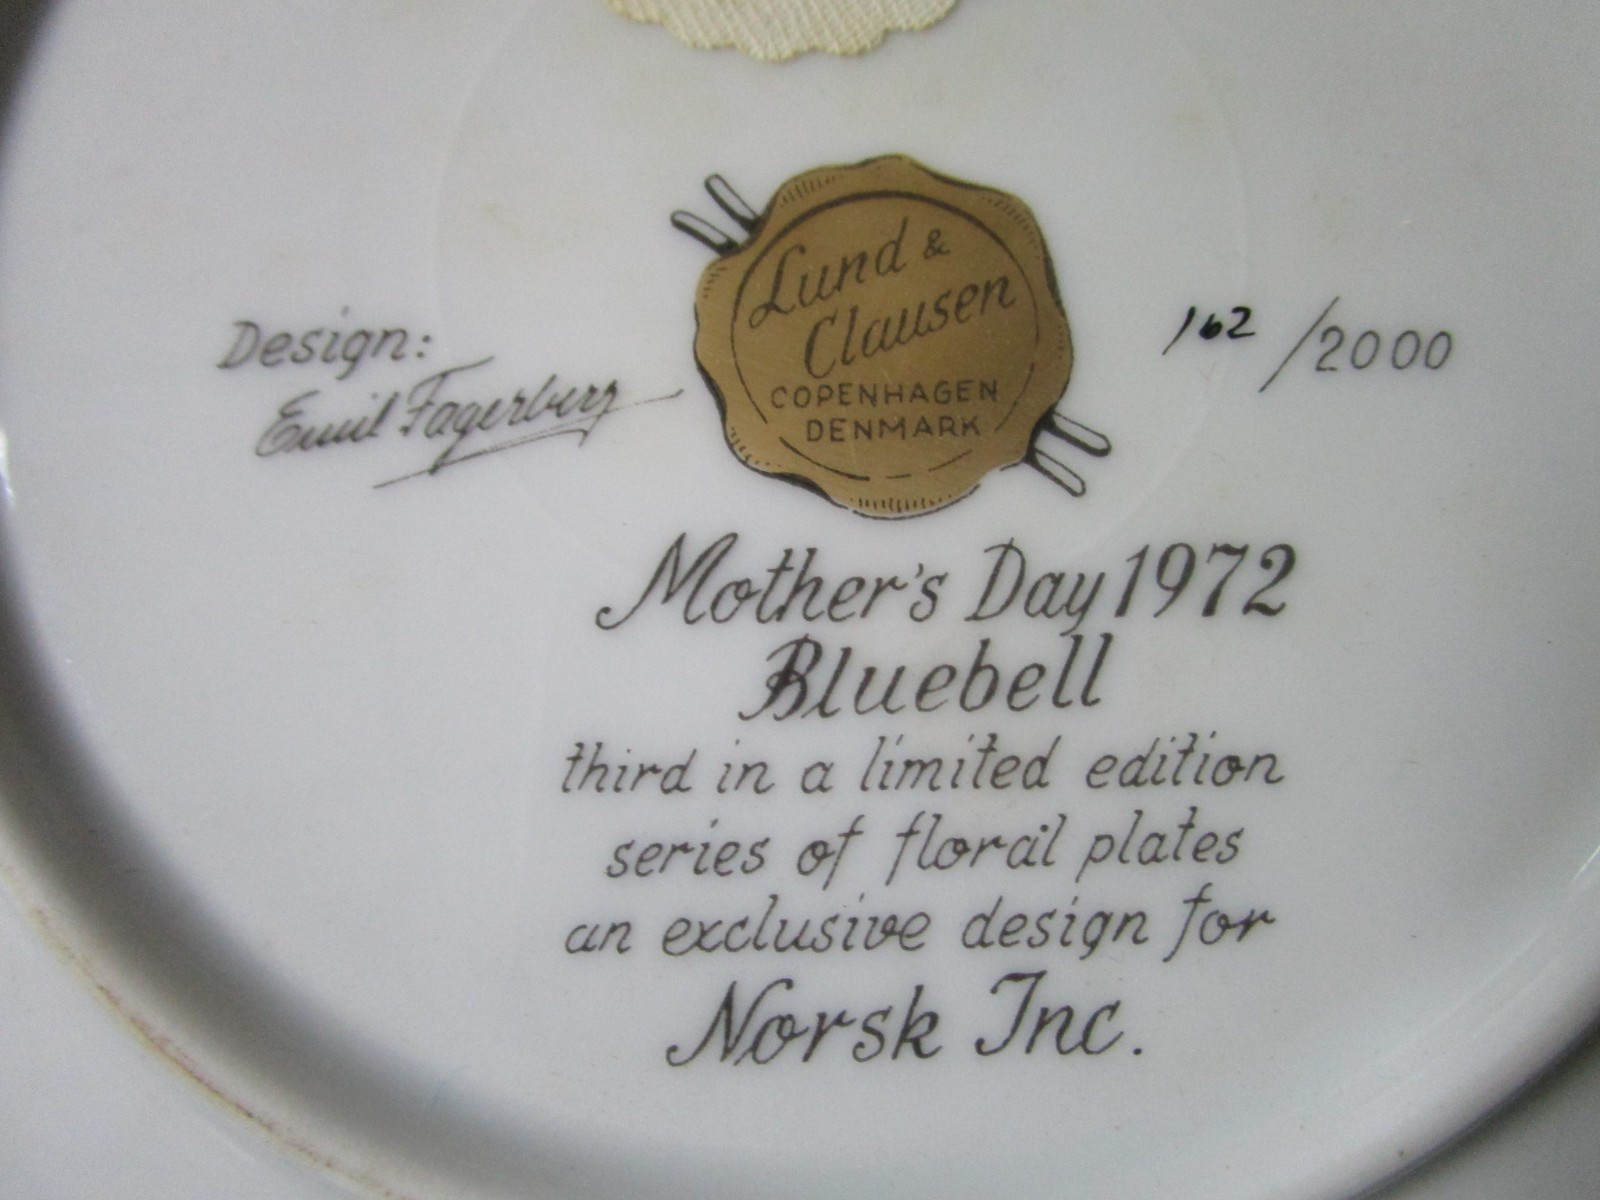 Lund &
Clausen
COPENHAGEN
DENMARK
Design:
Emil Fagerberg
162/2000
Mother's Day 1972
Bluebell
third in a limited edition
series of floral plates
an exclusive design for
Norsk Inc.